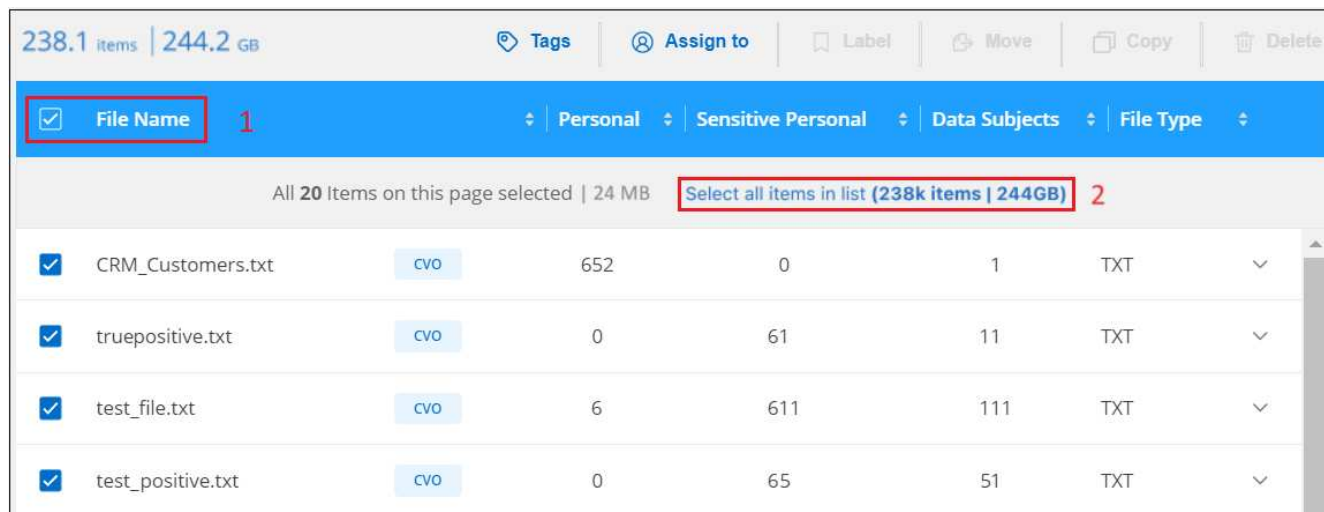 238.1 items | 244.2 GB Tags Assign to Label Move Copy Delete
File Name 1 Personal Sensitive Personal Data Subjects File Type
All 20 Items on this page selected | 24 MB Select all items in list (238k items | 244GB) 2
CRM_Customers.txt CVO 652 0 1 TXT
truepositive.txt CVO 0 61 11 TXT
test_file.txt CVO 6 611 111 TXT
test_positive.txt CVO 0 65 51 TXT